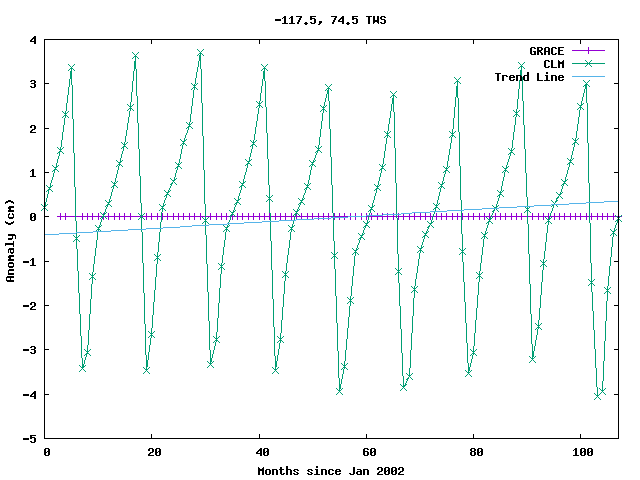 -117.5, 74.5 TWS
GRACE
CLM
Trend Line
4
3
2
1
0
-1
-2
-3
-4
-5
Anomaly (cm)
0 20 40 60 80 100
Months since Jan 2002